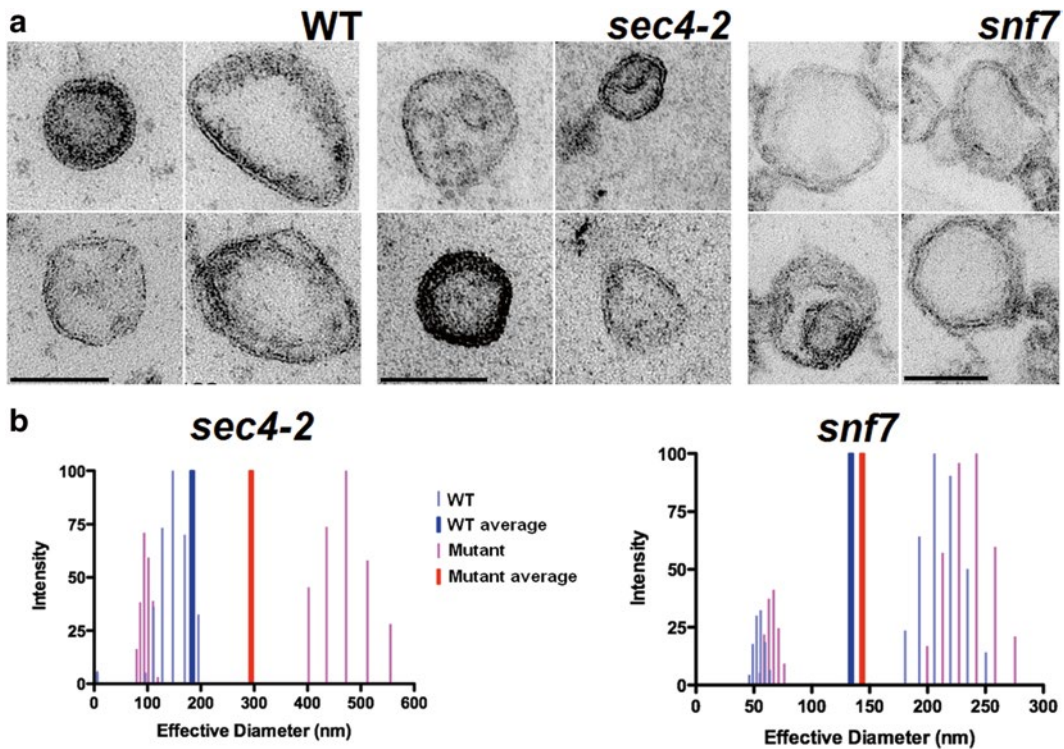 a
WT
sec4-2
snf7
b
sec4-2
snf7
100
75
50
25
0
Intensity
0 100 200 300 400 500 600
Effective Diameter (nm)
WT
WT average
Mutant
Mutant average
100
75
50
25
0
Intensity
0 50 100 150 200 250 300
Effective Diameter (nm)